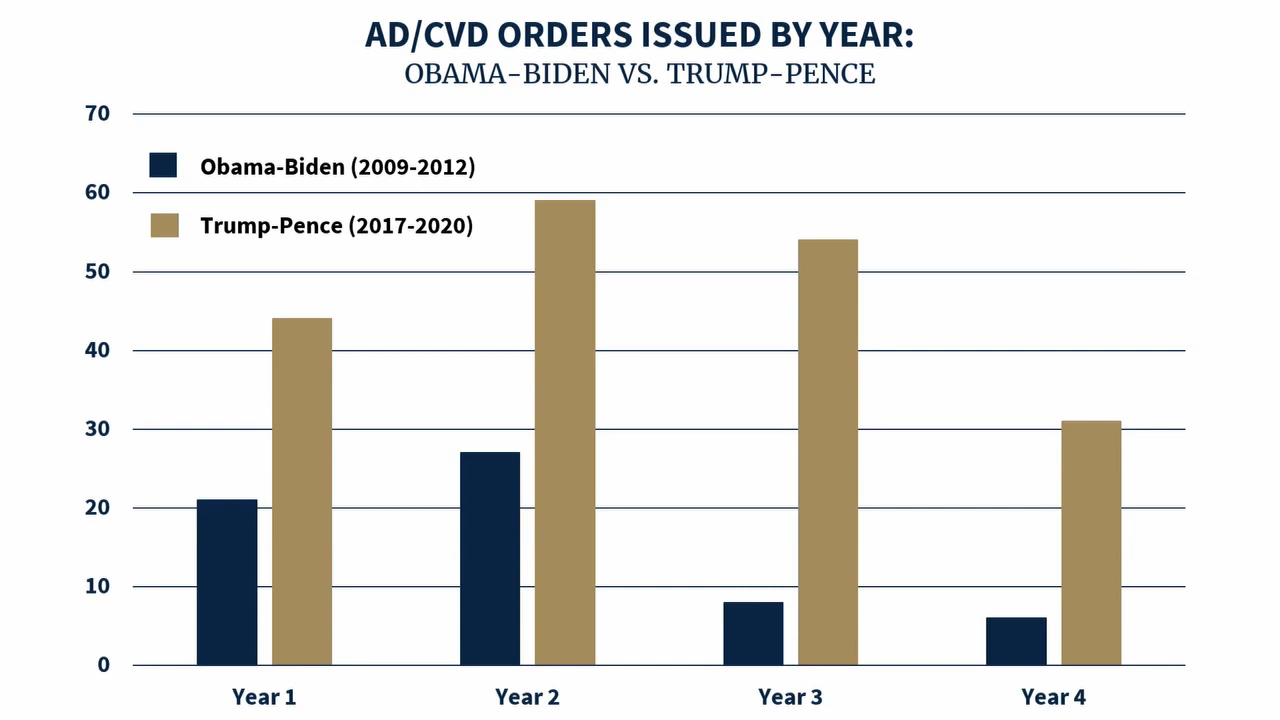 AD/CVD ORDERS ISSUED BY YEAR:
OBAMA-BIDEN VS. TRUMP-PENCE
70
Obama-Biden (2009-2012)
60
Trump-Pence (2017-2020)
50
40
30
20
10
0
Year 1
Year 2
Year 3
Year 4